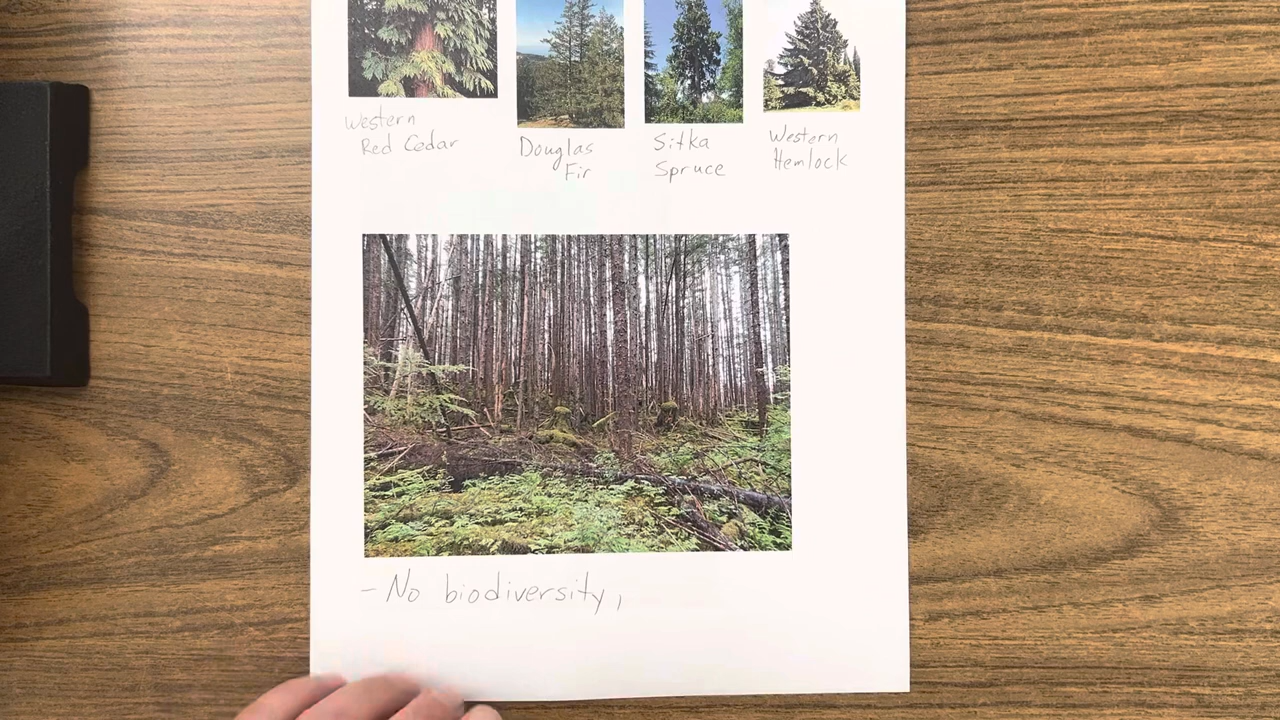 Western
Red Cedar
Douglas
Fir
Sitka
Spruce
Western
Hemlock
- No biodiversity,